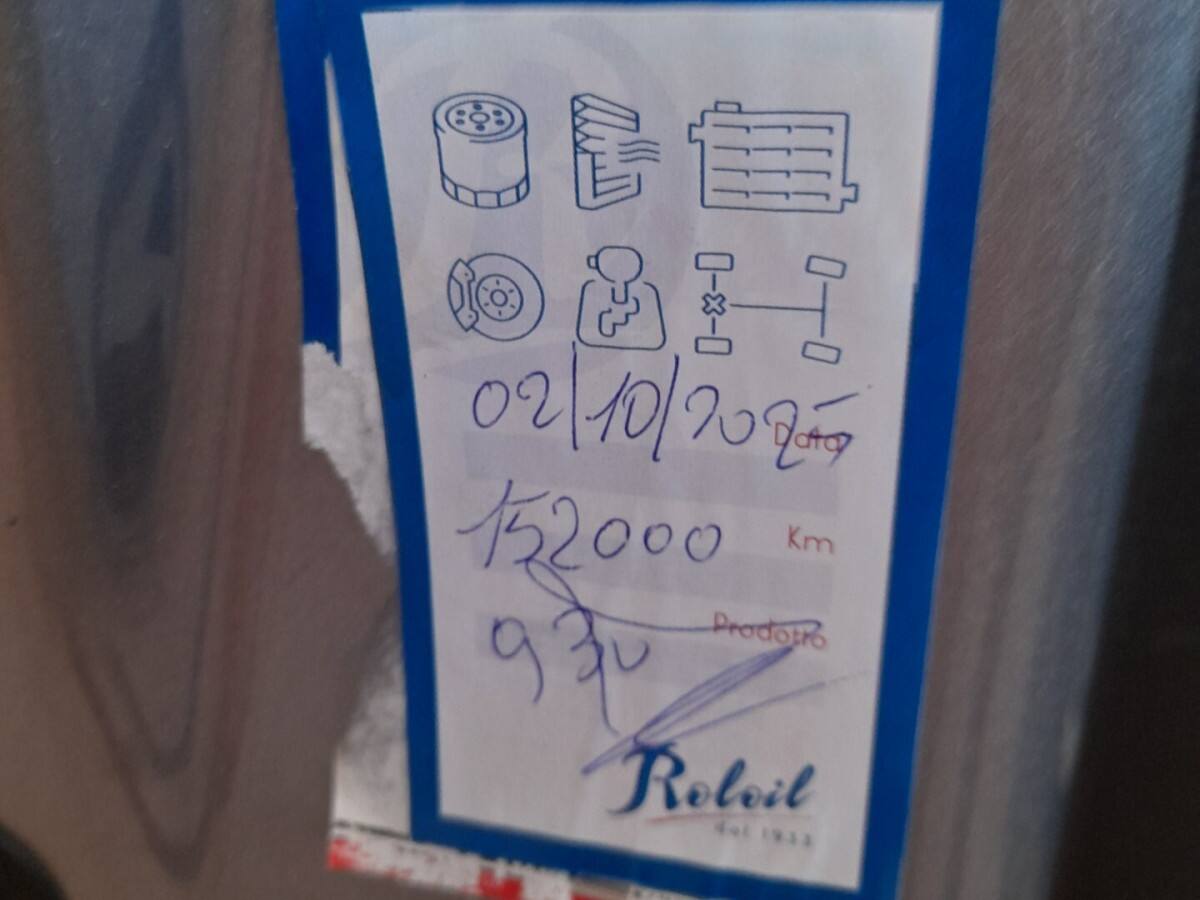 02/10/2025
Data
152000
Km
Prodotto
Roloil
dal 1933